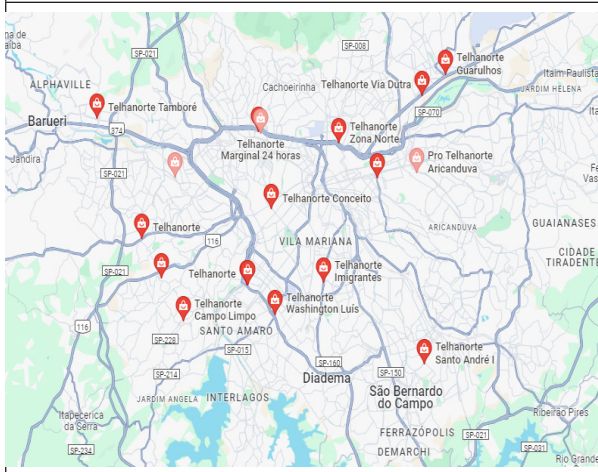 SP-021
SP-008
Telhanorte
Guarulhos
Itaim Paulista
ALPHAVILLE
Cachoeirinha
Telhanorte Via Dutra
JARDIM HELENA
Telhanorte Tamboré
SP-070
Barueri
374
Telhanorte
Zona Norte
Telhanorte
Marginal 24 horas
Jandira
Pro Telhanorte
Aricanduva
SP-021
Telhanorte Conceito
Telhanorte
ARICANDUVA
GUAIANASES
116
VILA MARIANA
CIDADE
TIRADENTE
SP-021
Telhanorte
Telhanorte
Imigrantes
Telhanorte
Campo Limpo
Telhanorte
Washington Luís
116
SANTO AMARO
SP-228
SP-015
Telhanorte
Santo André I
SP-160
SP-150
SP-214
Diadema
São Bernardo
do Campo
JARDIM ANGELA
INTERLAGOS
Itapecerica
da Serra
Ribeirão Pires
FERRAZÓPOLIS
SP-021
SP-234
DEMARCHI
SP-031
Rio Grande